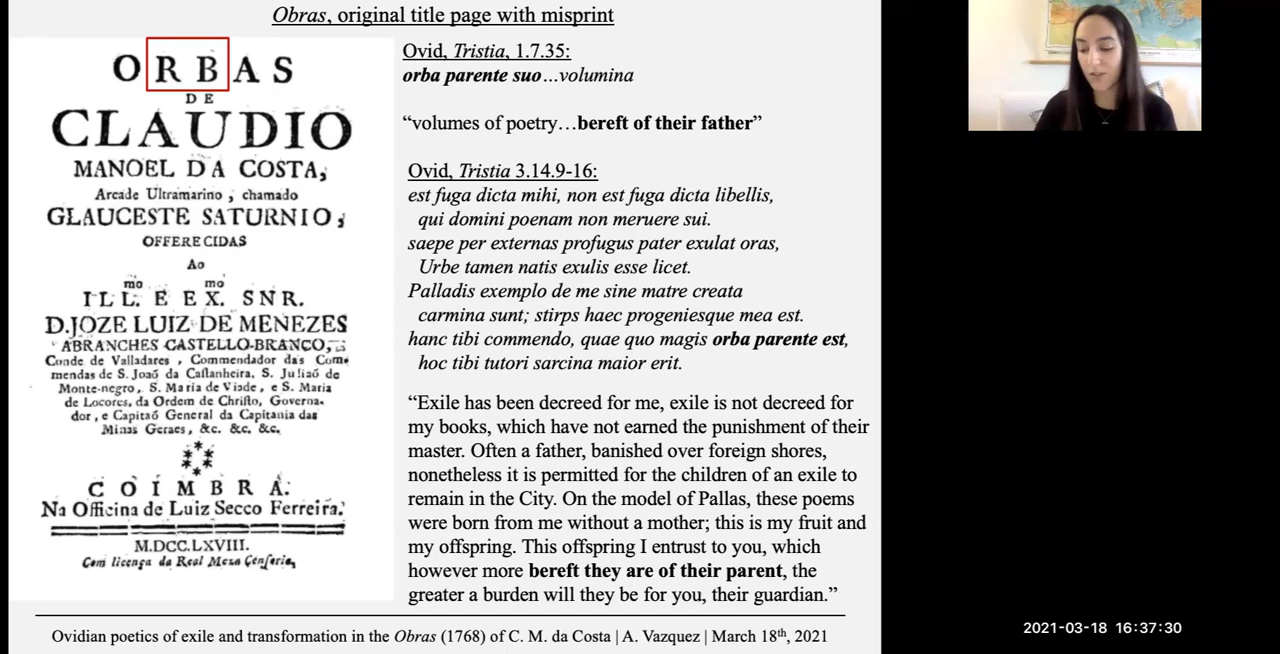 Obras, original title page with misprint
ORBAS
DE
CLAUDIO
MANOEL DA COSTA,
Arcade Ultramarino , chamado
GLAUCESTE SATURNIO,
OFFERECIDAS
Ao
mo mo
ILL. E EX. SNR.
D.JOZE LUIZ DE MENEZES
ABRANCHES CASTELLO-BRANCO,
Conde de Valladares , Commendador das Com-
mendas de S. Joaõ da Castanheira, S. Juliaõ de
Monte-negro, S. Maria de Viade, e S. Maria
de Locores, da Ordem de Christo, Governa-
dor, e Capitaõ General da Capitania das
Minas Geraes, &c. &c. &c.
COIMBRA:
Na Officina de Luiz Secco Ferreira.
M.DCC.LXVIII.
Com licença da Real Meza Censoria,
Ovid, Tristia, 1.7.35:
orba parente suo…volumina
“volumes of poetry…bereft of their father”
Ovid, Tristia 3.14.9-16:
est fuga dicta mihi, non est fuga dicta libellis,
qui domini poenam non meruere sui.
saepe per externas profugus pater exulat oras,
Urbe tamen natis exulis esse licet.
Palladis exemplo de me sine matre creata
carmina sunt; stirps haec progeniesque mea est.
hanc tibi commendo, quae quo magis orba parente est,
hoc tibi tutori sarcina maior erit.
“Exile has been decreed for me, exile is not decreed for
my books, which have not earned the punishment of their
master. Often a father, banished over foreign shores,
nonetheless it is permitted for the children of an exile to
remain in the City. On the model of Pallas, these poems
were born from me without a mother; this is my fruit and
my offspring. This offspring I entrust to you, which
however more bereft they are of their parent, the
greater a burden will they be for you, their guardian.”
Ovidian poetics of exile and transformation in the Obras (1768) of C. M. da Costa | A. Vazquez | March 18th, 2021
2021-03-18 16:37:30